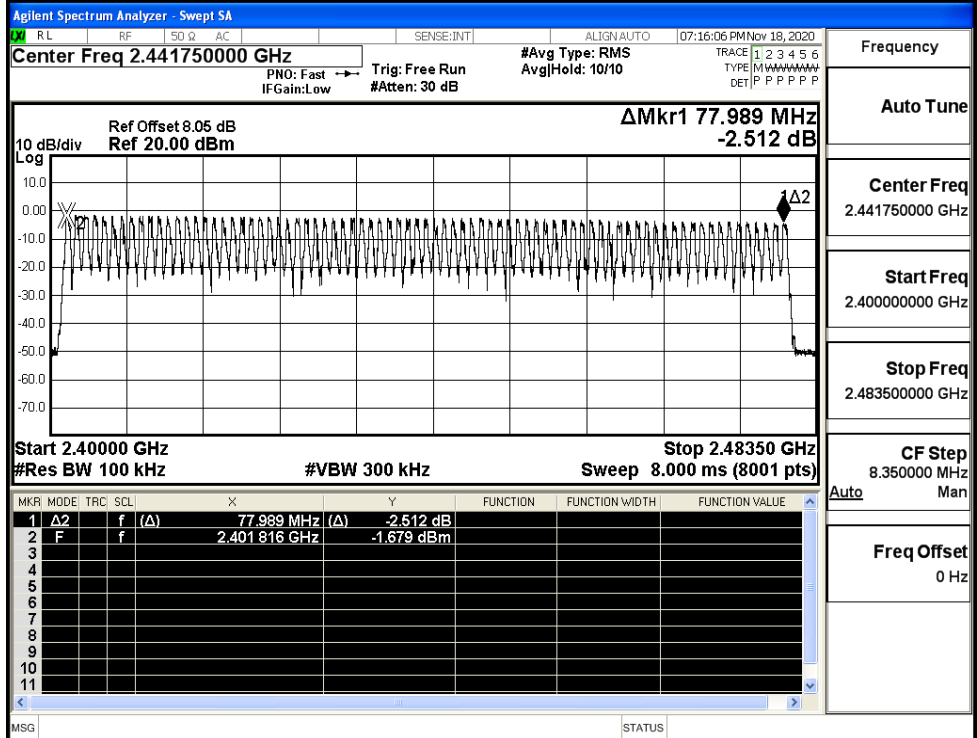 Agilent Spectrum Analyzer - Swept SA
LXI RL RF 50 Ω AC SENSE:INT ALIGN AUTO 07:16:06 PM Nov 18, 2020
Center Freq 2.441750000 GHz
PNO: Fast
IFGain:Low
Trig: Free Run
#Atten: 30 dB
#Avg Type: RMS
Avg|Hold: 10/10
TRACE 1 2 3 4 5 6
TYPE M WWWWW
DET P P P P P P
Ref Offset 8.05 dB
10 dB/div Ref 20.00 dBm
Log
ΔMkr1 77.989 MHz
-2.512 dB
10.0
0.00
-10.0
-20.0
-30.0
-40.0
-50.0
-60.0
-70.0
2
1Δ2
Start 2.40000 GHz Stop 2.48350 GHz
#Res BW 100 kHz #VBW 300 kHz Sweep 8.000 ms (8001 pts)
MKR MODE TRC SCL X Y FUNCTION FUNCTION WIDTH FUNCTION VALUE
1 Δ2 f (Δ) 77.989 MHz (Δ) -2.512 dB
2 F f 2.401 816 GHz -1.679 dBm
3
4
5
6
7
8
9
10
11
MSG STATUS
Frequency
Auto Tune
Center Freq
2.441750000 GHz
Start Freq
2.400000000 GHz
Stop Freq
2.483500000 GHz
CF Step
8.350000 MHz
Auto Man
Freq Offset
0 Hz